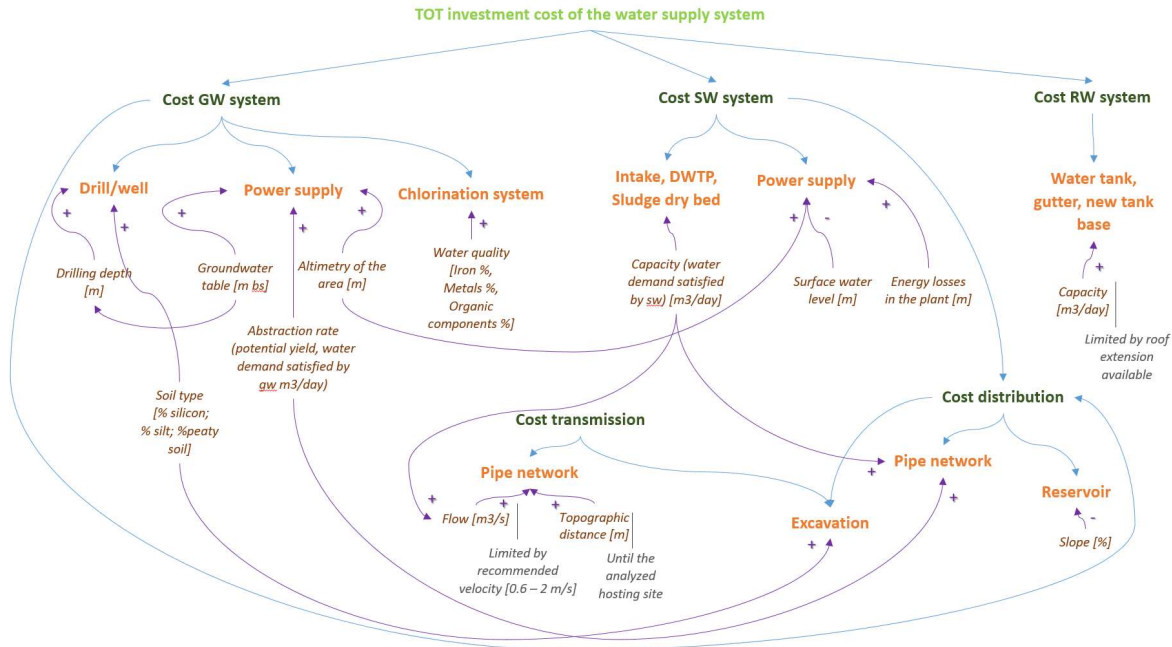 TOT investment cost of the water supply system
Cost GW system
Cost SW system
Cost RW system
Drill/well
Power supply
Chlorination system
Intake, DWTP,
Sludge dry bed
Power supply
Water tank,
gutter, new tank
base
+
+
+
+
+
+
+
-
+
+
Drilling depth
[m]
Groundwater
table [m bs]
Altimetry of the
area [m]
Water quality
[Iron %,
Metals %,
Organic
components %]
Capacity (water
demand satisfied
by sw) [m3/day]
Surface water
level [m]
Energy losses
in the plant [m]
Capacity
[m3/day]
Limited by roof
extension
available
Abstraction rate
(potential yield, water
demand satisfied by
gw m3/day)
Soil type
[% silicon;
% silt; %peaty
soil]
Cost transmission
Cost distribution
Pipe network
Pipe network
Reservoir
Excavation
+
+
+
+
+
+
-
Flow [m3/s]
Topographic
distance [m]
Slope [%]
Limited by
recommended
velocity [0.6 – 2 m/s]
Until the
analyzed
hosting site